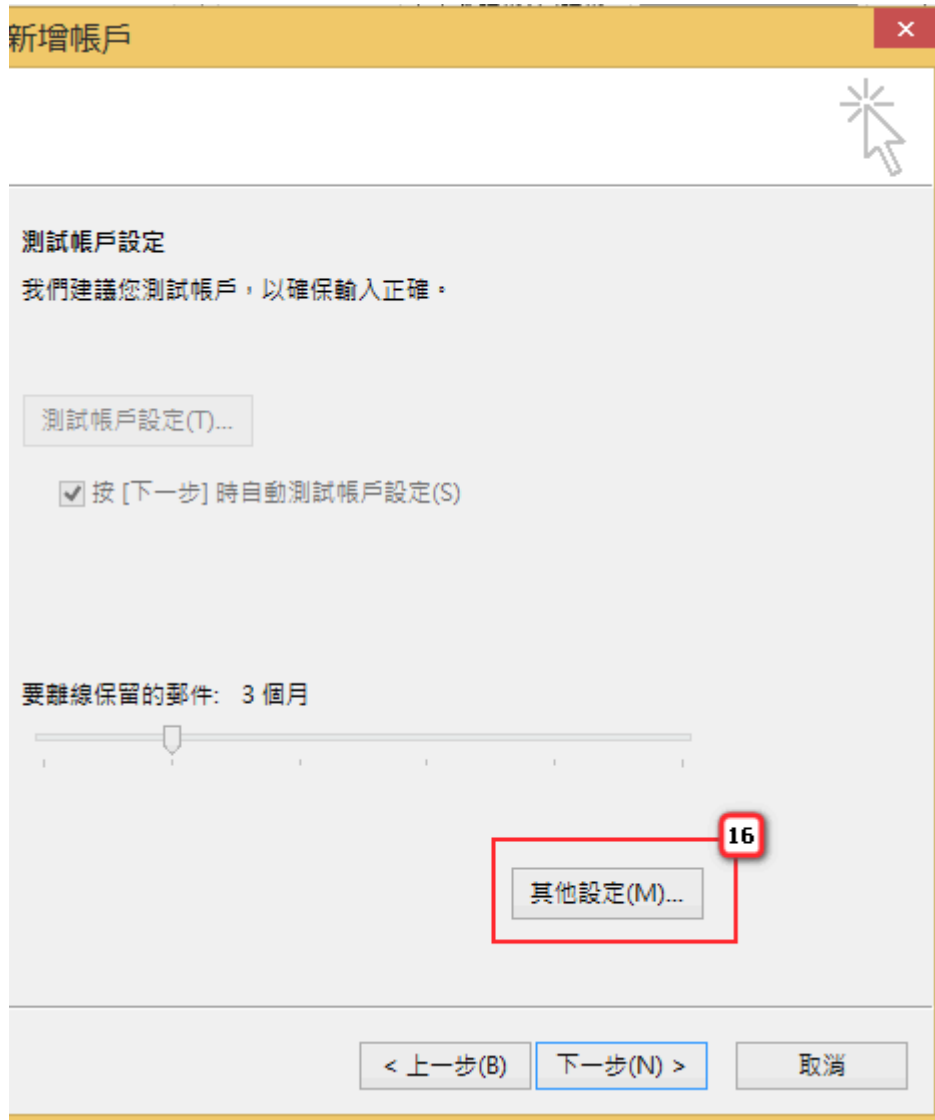 新增帳戶
測試帳戶設定
我們建議您測試帳戶，以確保輸入正確。
測試帳戶設定(T)...
按 [下一步] 時自動測試帳戶設定(S)
要離線保留的郵件: 3 個月
16
其他設定(M)...
< 上一步(B) 下一步(N) > 取消